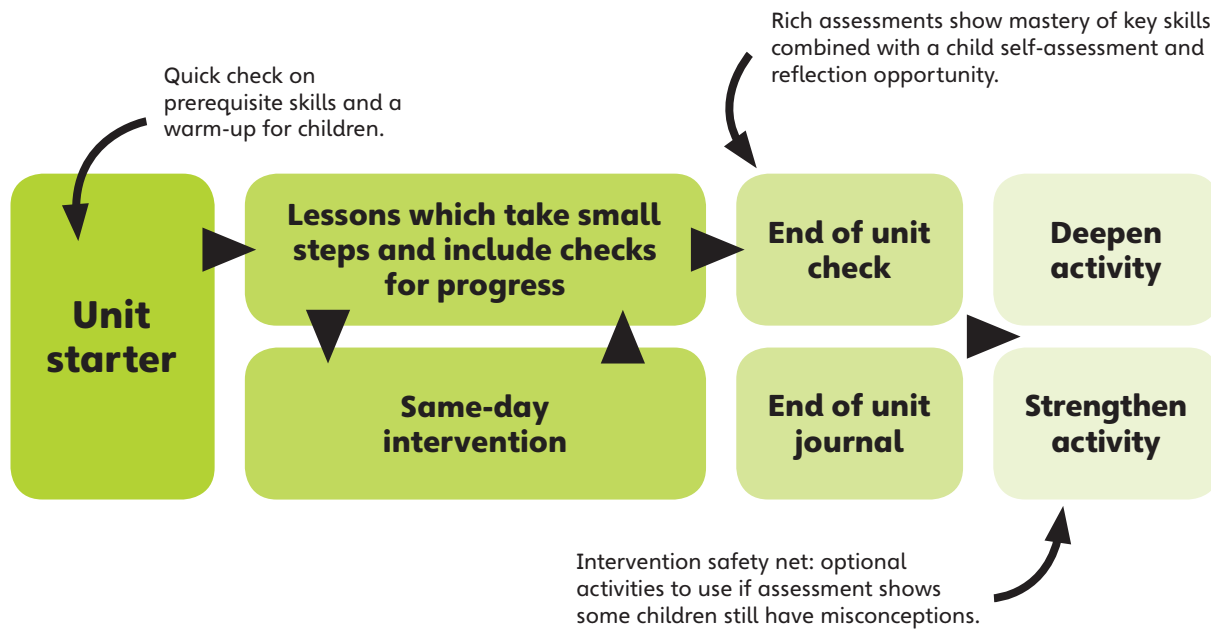 Rich assessments show mastery of key skills
combined with a child self-assessment and
reflection opportunity.
Quick check on
prerequisite skills and a
warm-up for children.
Unit
starter
Lessons which take small
steps and include checks
for progress
Same-day
intervention
End of unit
check
End of unit
journal
Deepen
activity
Strengthen
activity
Intervention safety net: optional
activities to use if assessment shows
some children still have misconceptions.